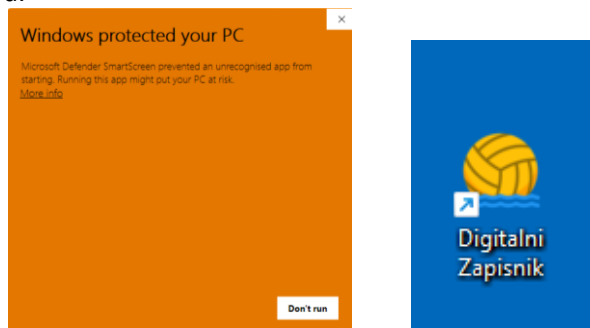 Windows protected your PC
Microsoft Defender SmartScreen prevented an unrecognised app from
starting. Running this app might put your PC at risk.
More info
Don't run
Digitalni
Zapisnik